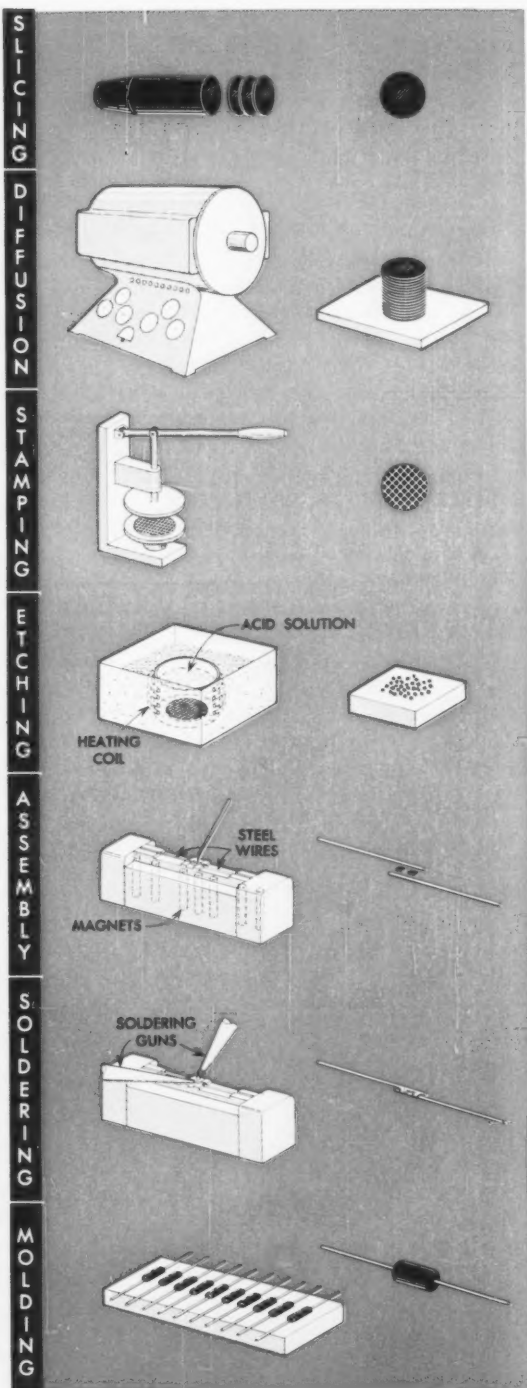 SLICING
DIFFUSION
STAMPING
ETCHING
ACID SOLUTION
HEATING
COIL
ASSEMBLY
STEEL
WIRES
MAGNETS
SOLDERING
SOLDERING
GUNS
MOLDING